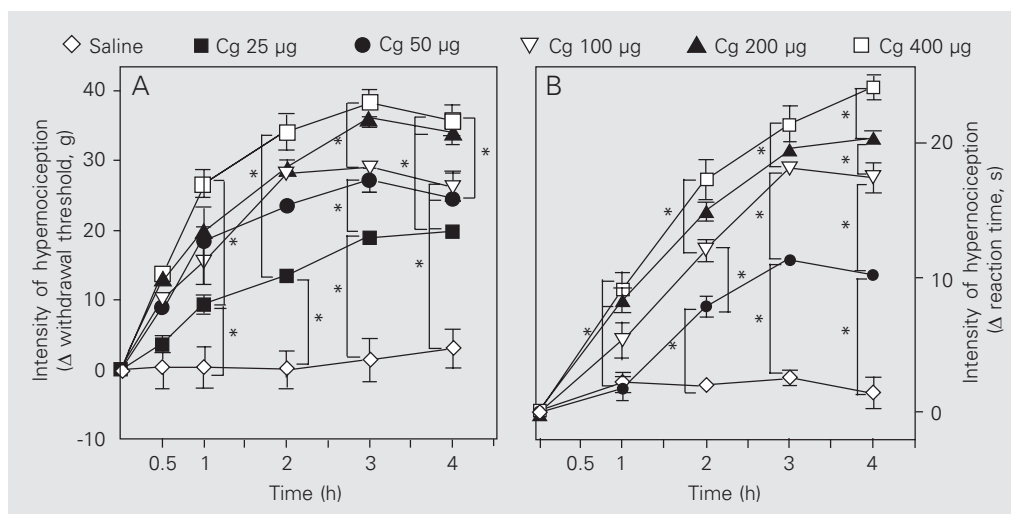 Saline Cg 25 µg Cg 50 µg Cg 100 µg Cg 200 µg Cg 400 µg
A
Intensity of hypernociception
(Δ withdrawal threshold, g)
40
30
20
10
0
-10
* * * * * * * * *
0.5 1 2 3 4
Time (h)
B
20
10
0
* * * * * * * * * * *
0.5 1 2 3 4
Time (h)
Intensity of hypernociception
(Δ reaction time, s)